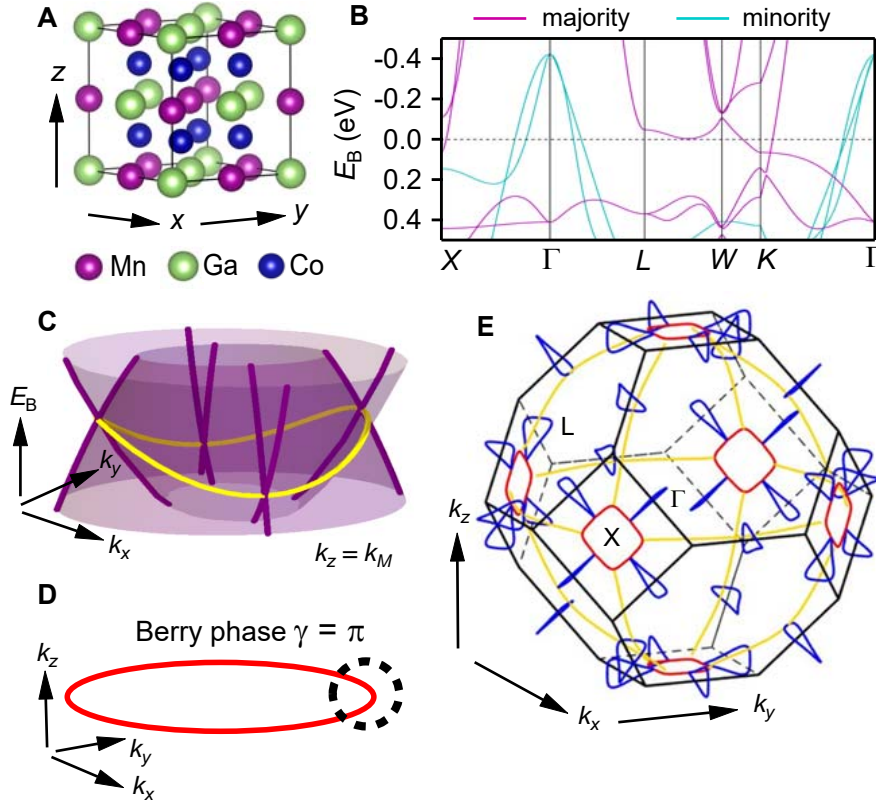 A
z
x
y
Mn
Ga
Co
B
majority
minority
E_B (eV)
-0.4
-0.2
0.0
0.2
0.4
X
Γ
L
W
K
Γ
C
E_B
k_y
k_x
k_z = k_M
D
Berry phase γ = π
k_z
k_y
k_x
E
L
Γ
X
k_z
k_x
k_y